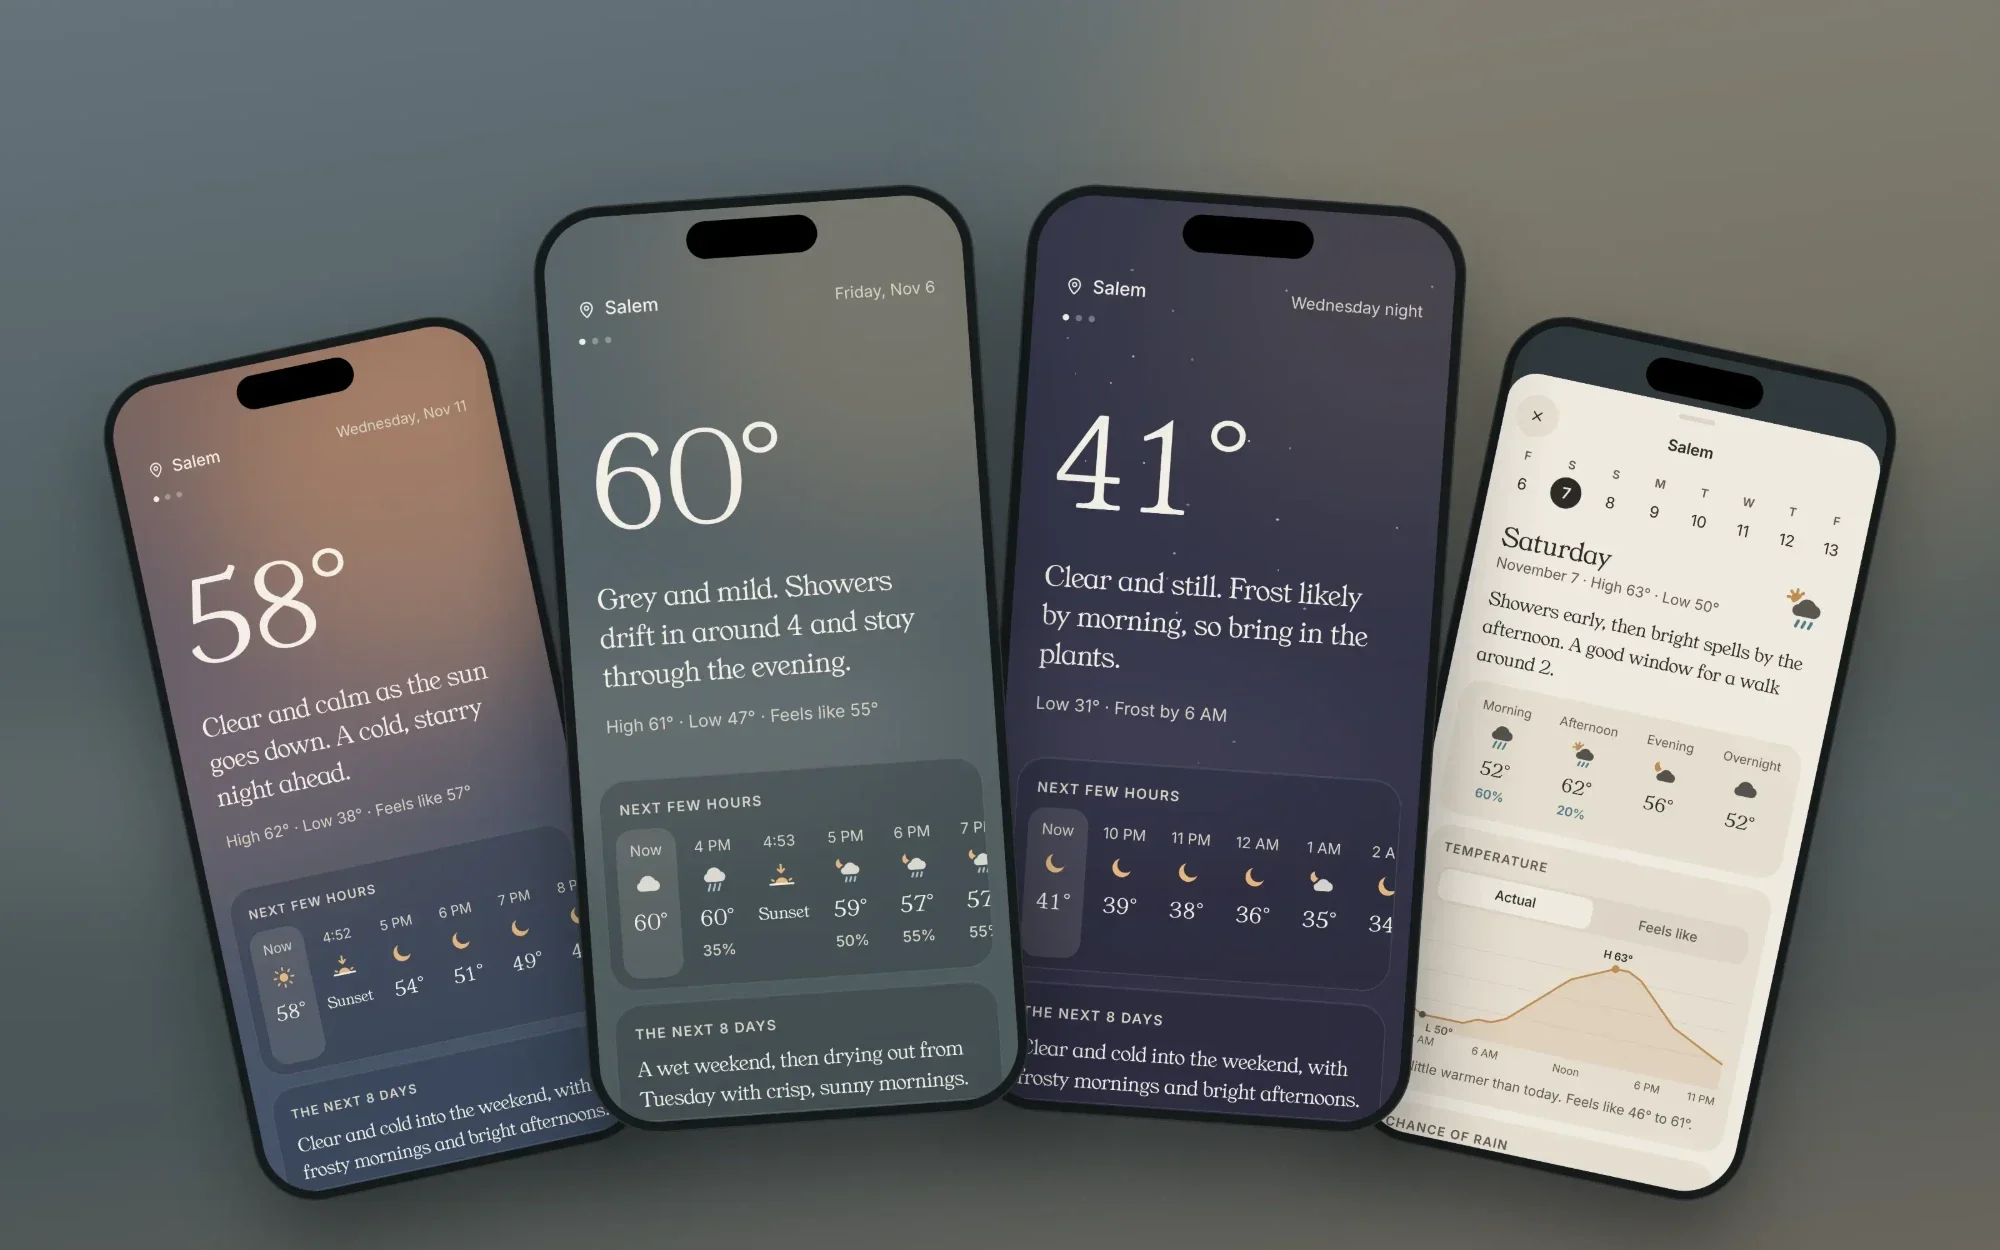 Salem
Wednesday, Nov 11
58°
Clear and calm as the sun
goes down. A cold, starry
night ahead.
High 62° · Low 38° · Feels like 57°
NEXT FEW HOURS
Now 4:52 5 PM 6 PM 7 PM 8 P
58° Sunset 54° 51° 49° 4
THE NEXT 8 DAYS
Clear and cold into the weekend, with
frosty mornings and bright afternoons.
Salem
Friday, Nov 6
60°
Grey and mild. Showers
drift in around 4 and stay
through the evening.
High 61° · Low 47° · Feels like 55°
NEXT FEW HOURS
Now 4 PM 4:53 5 PM 6 PM 7 P
60° 60° Sunset 59° 57° 57
35% 50% 55% 55
THE NEXT 8 DAYS
A wet weekend, then drying out from
Tuesday with crisp, sunny mornings.
Salem
Wednesday night
41°
Clear and still. Frost likely
by morning, so bring in the
plants.
Low 31° · Frost by 6 AM
NEXT FEW HOURS
Now 10 PM 11 PM 12 AM 1 AM 2 A
41° 39° 38° 36° 35° 34
THE NEXT 8 DAYS
Clear and cold into the weekend, with
frosty mornings and bright afternoons.
Salem
F S S M T W T F
6 7 8 9 10 11 12 13
Saturday
November 7 · High 63° · Low 50°
Showers early, then bright spells by the
afternoon. A good window for a walk
around 2.
Morning Afternoon Evening Overnight
52° 62° 56° 52°
60% 20%
TEMPERATURE
Actual Feels like
H 63°
L 50°
AM 6 AM Noon 6 PM 11 PM
little warmer than today. Feels like 46° to 61°.
CHANCE OF RAIN